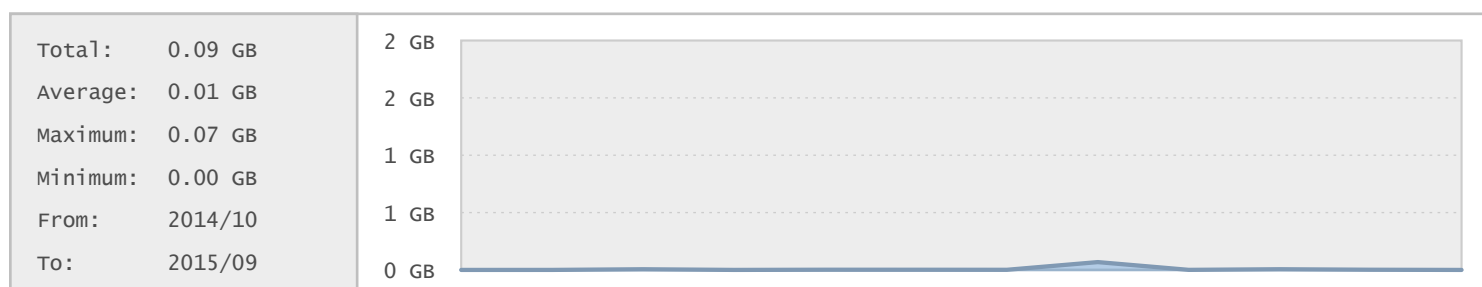 Total: 0.09 GB
Average: 0.01 GB
Maximum: 0.07 GB
Minimum: 0.00 GB
From: 2014/10
To: 2015/09
2 GB
2 GB
1 GB
1 GB
0 GB